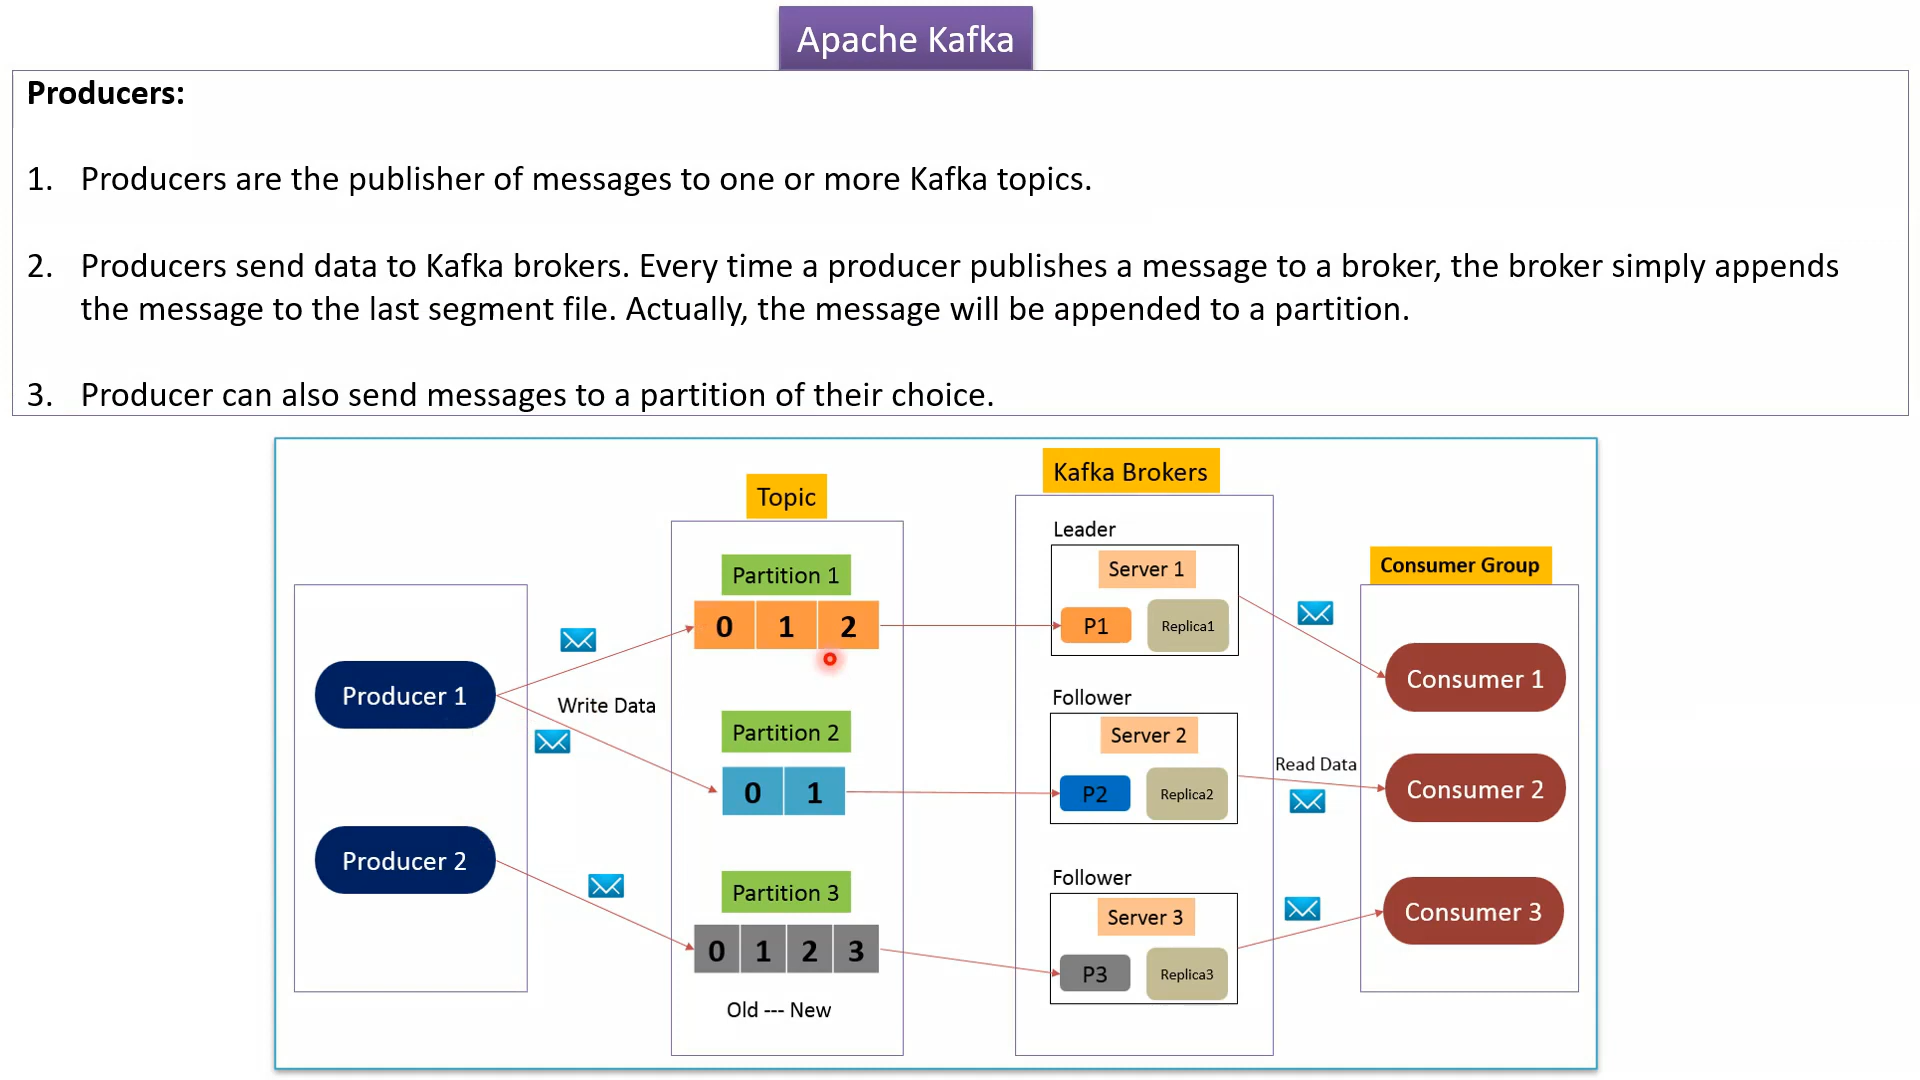 Apache Kafka
Producers:
1. Producers are the publisher of messages to one or more Kafka topics.
2. Producers send data to Kafka brokers. Every time a producer publishes a message to a broker, the broker simply appends
the message to the last segment file. Actually, the message will be appended to a partition.
3. Producer can also send messages to a partition of their choice.
Producer 1
Producer 2
Write Data
Topic
Partition 1
0 1 2
Partition 2
0 1
Partition 3
0 1 2 3
Old --- New
Kafka Brokers
Leader
Server 1
P1 Replica1
Follower
Server 2
P2 Replica2
Follower
Server 3
P3 Replica3
Read Data
Consumer Group
Consumer 1
Consumer 2
Consumer 3